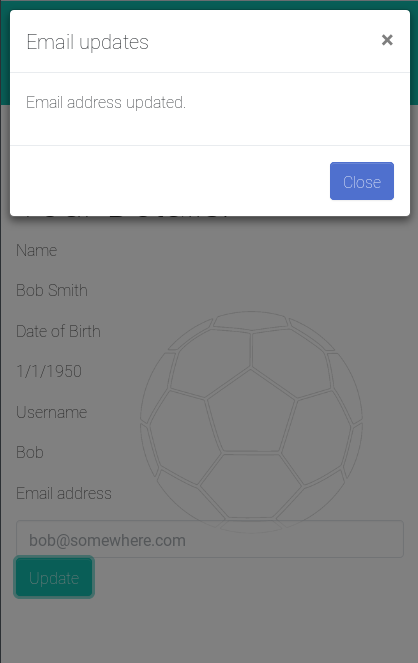 Email updates
×
Email address updated.
Close
Name
Bob Smith
Date of Birth
1/1/1950
Username
Bob
Email address
bob@somewhere.com
Update